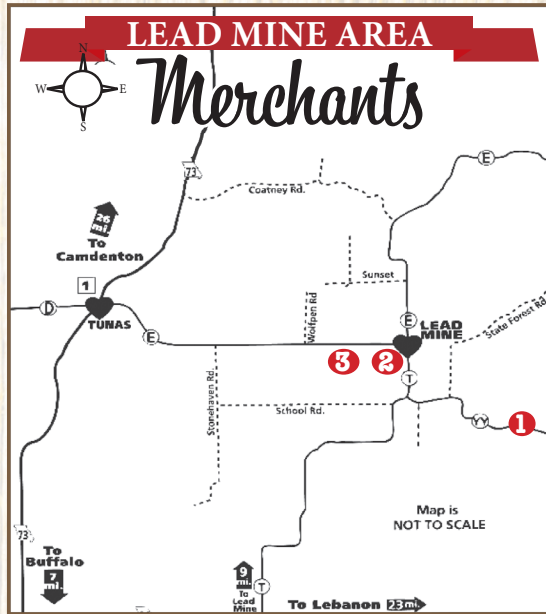 LEAD MINE AREA
Merchants
N
W E
S
73
E
Coatney Rd.
26
mi.
To
Camdenton
1
Sunset
D
TUNAS
Wolfpen Rd
E
LEAD
MINE
State Forest Rd.
E
3
2
T
Stonehaven Rd.
School Rd.
YY
1
Map is
NOT TO SCALE
73
To
Buffalo
7
mi.
9
mi.
To
Lead
Mine
T
To Lebanon 23mi.